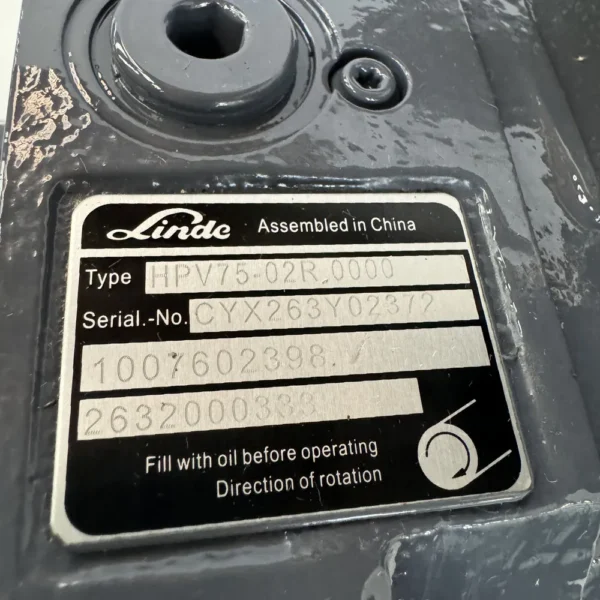 Linde Assembled in China
Type HPV75-02R.0000
Serial.-No. CYX263Y02372
1007602398.
2632000333
Fill with oil before operating
Direction of rotation